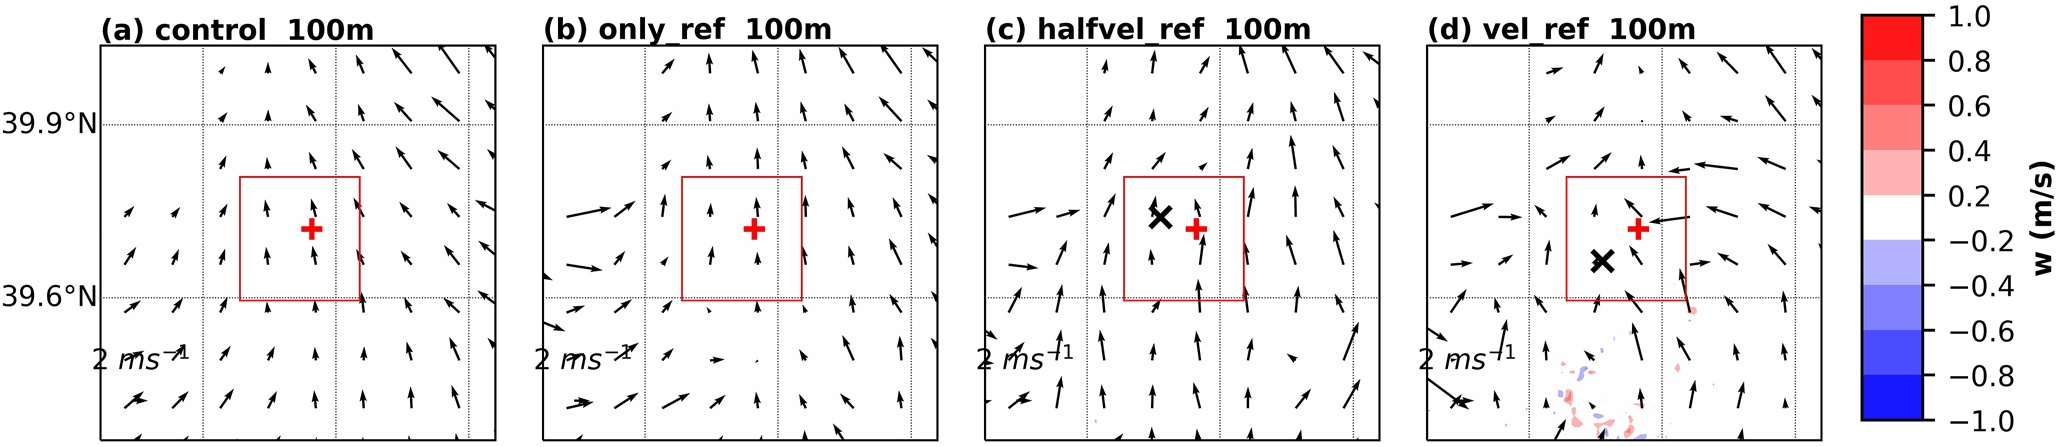 (a) control 100m
(b) only_ref 100m
(c) halfvel_ref 100m
(d) vel_ref 100m
39.9°N
39.6°N
2 ms⁻¹
2 ms⁻¹
2 ms⁻¹
2 ms⁻¹
1.0
0.8
0.6
0.4
0.2
−0.2
−0.4
−0.6
−0.8
−1.0
w (m/s)